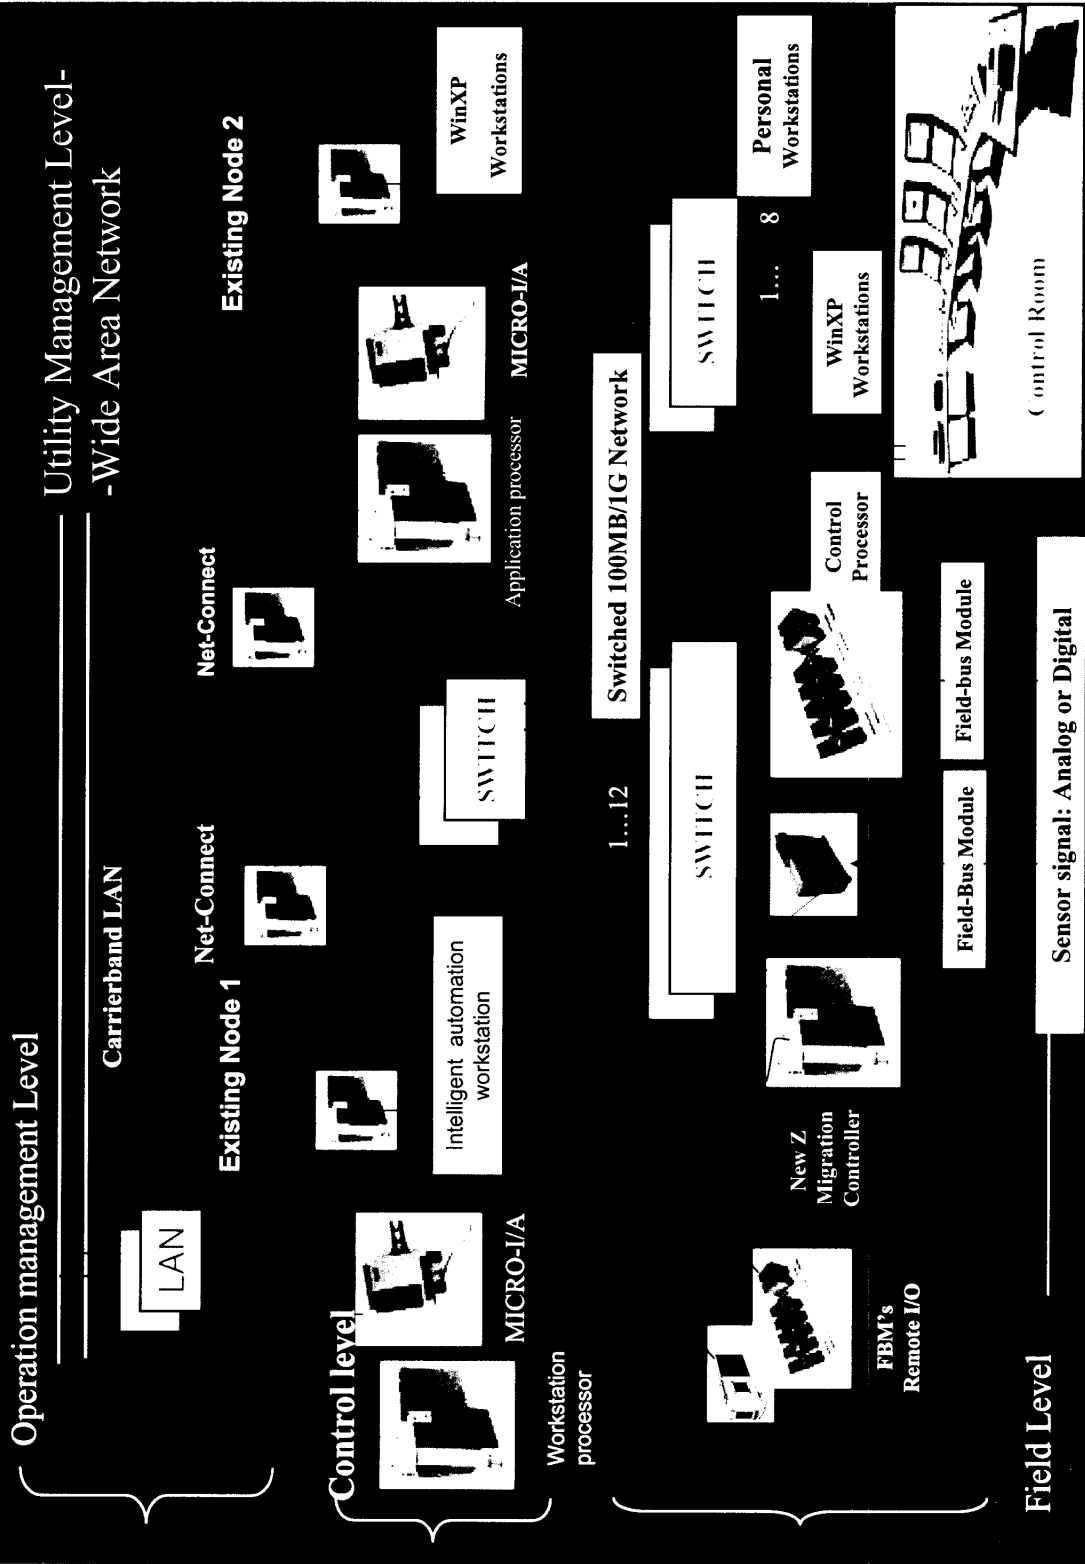 Operation management Level
Utility Management Level-
-Wide Area Network
Carrierband LAN
LAN
Net-Connect
Net-Connect
Existing Node 1
Existing Node 2
Control level
MICRO-I/A
Workstation
processor
Intelligent automation
workstation
SWITCH
Application processor
MICRO-I/A
WinXP
Workstations
1...12
Switched 100MB/1G Network
SWITCH
SWITCH
1... 8
Personal
Workstations
New Z
Migration
Controller
Control
Processor
WinXP
Workstations
FBM's
Remote I/O
Field-Bus Module
Field-bus Module
Control Room
Field Level
Sensor signal: Analog or Digital